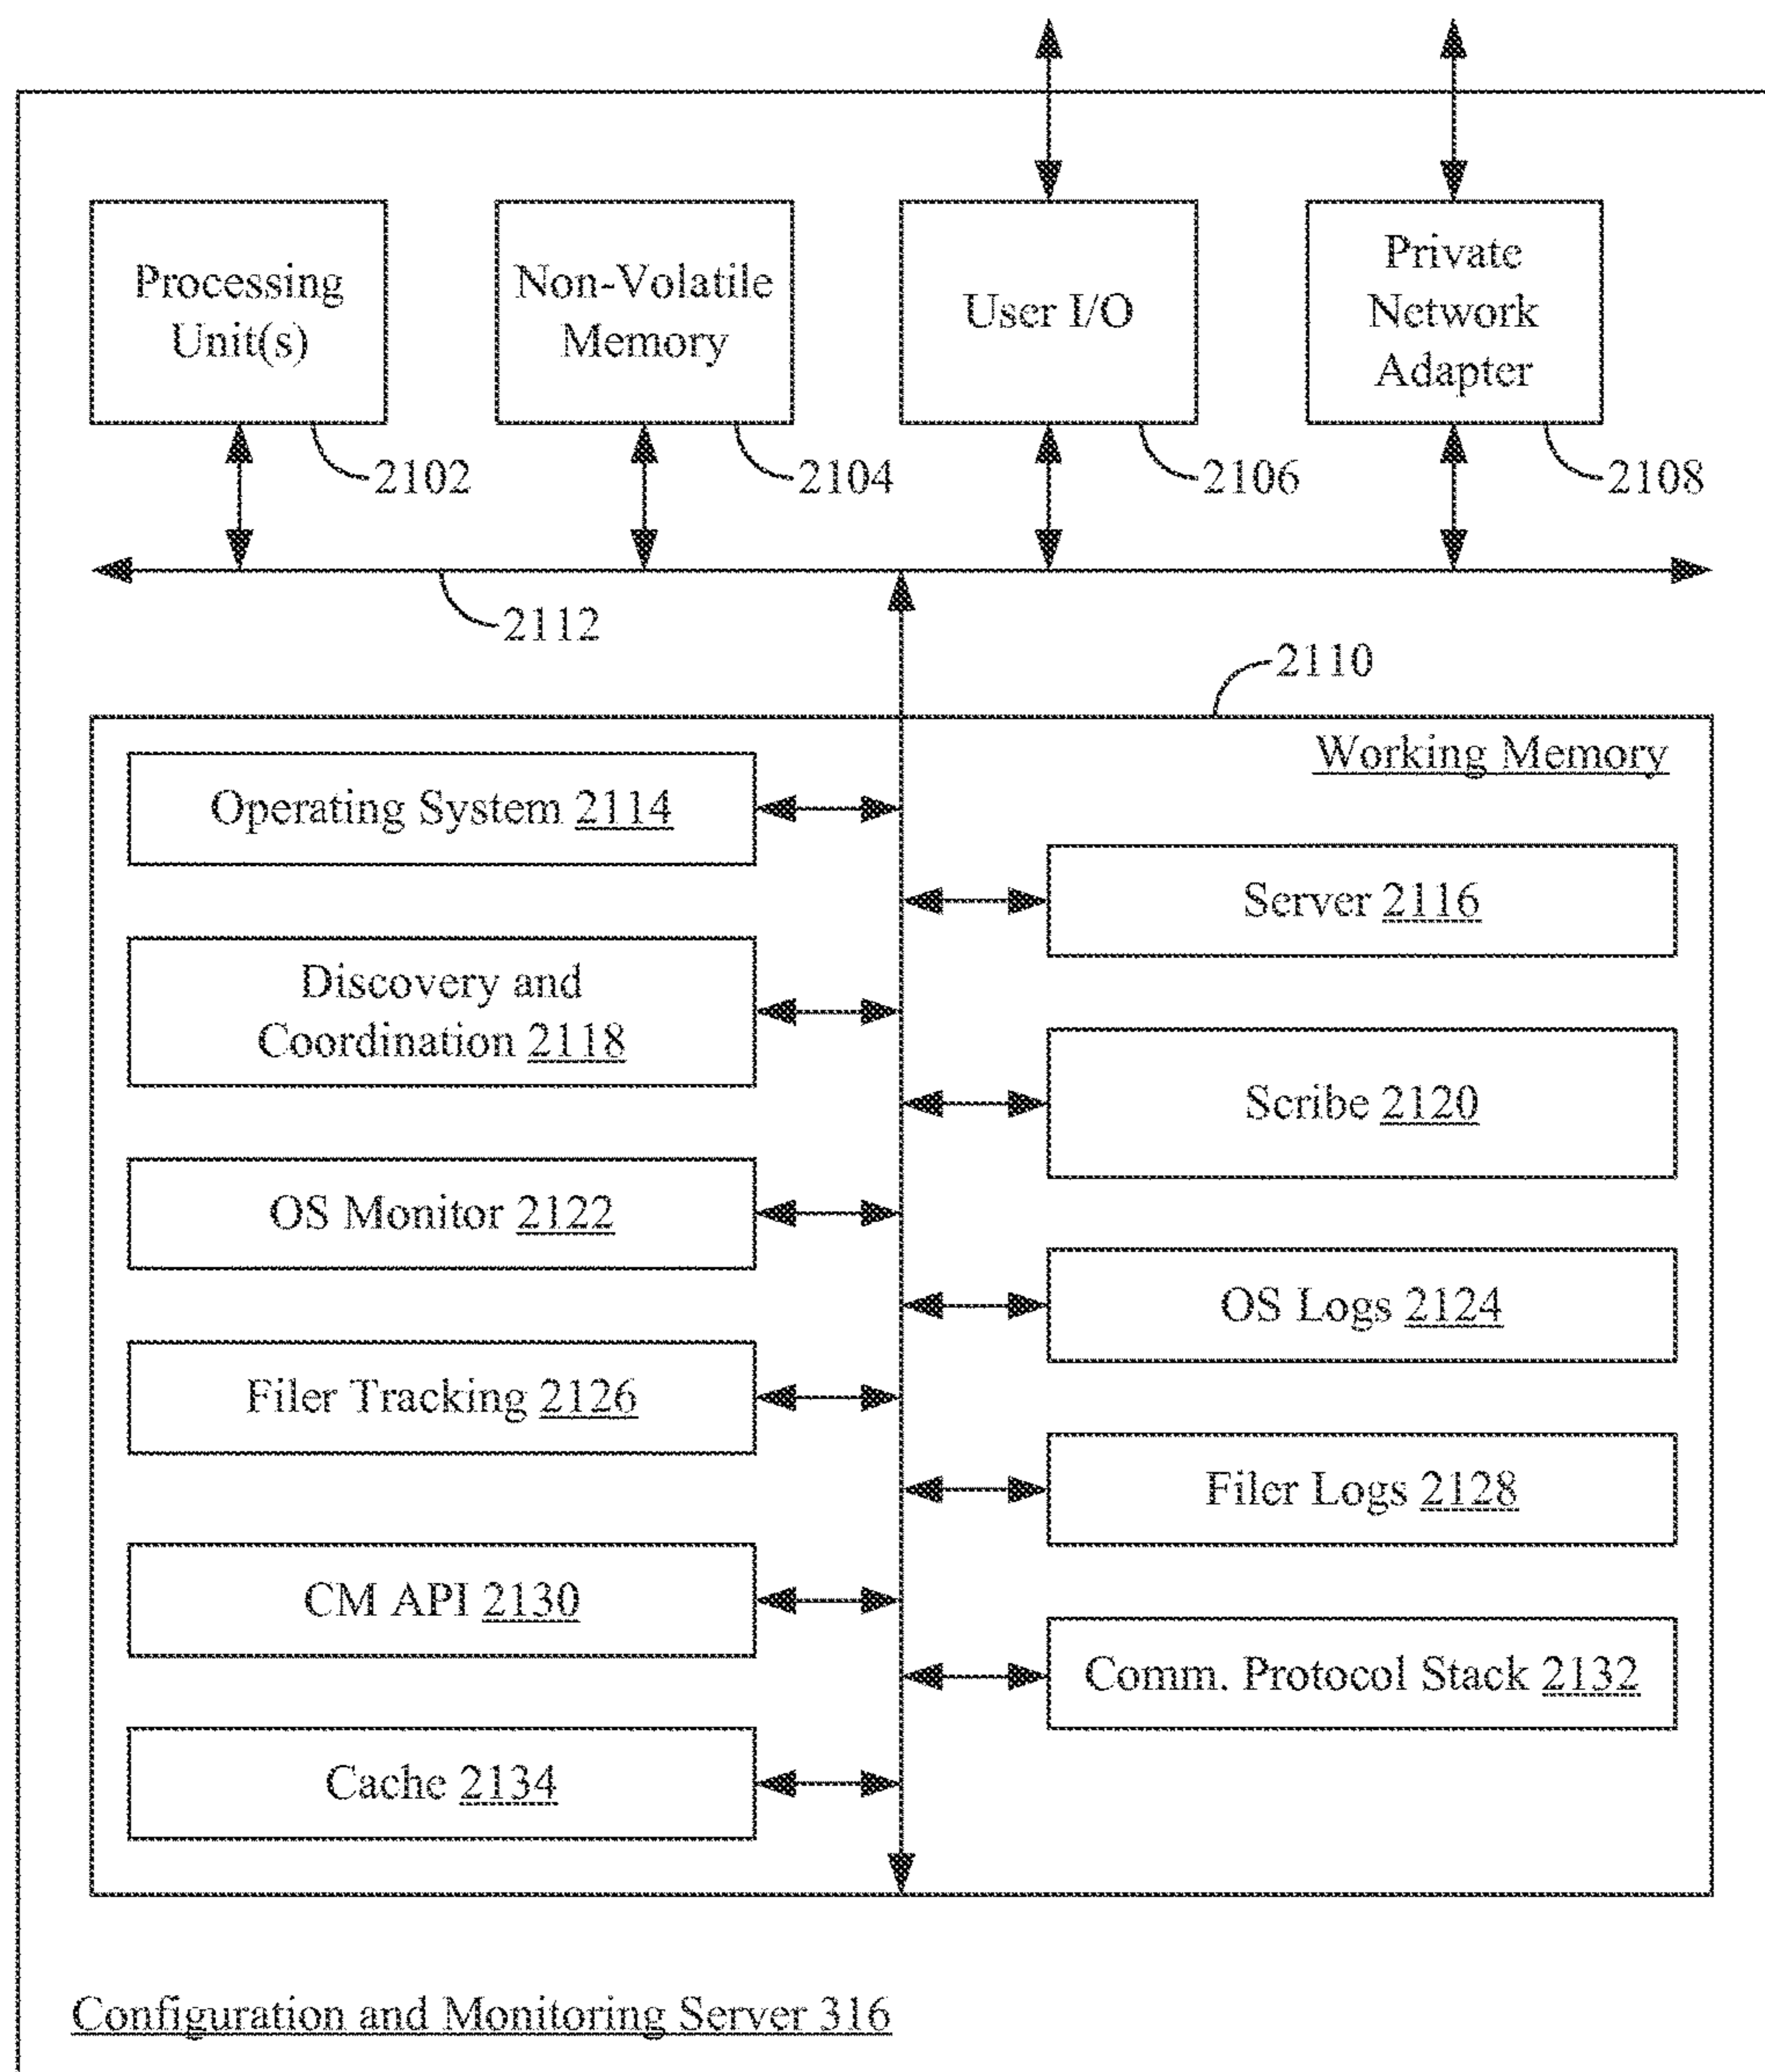 Processing
Unit(s)
Non-Volatile
Memory
User I/O
Private
Network
Adapter
2102
2104
2106
2108
2112
2110
Working Memory
Operating System 2114
Server 2116
Discovery and
Coordination 2118
Scribe 2120
OS Monitor 2122
OS Logs 2124
Filer Tracking 2126
Filer Logs 2128
CM API 2130
Comm. Protocol Stack 2132
Cache 2134
Configuration and Monitoring Server 316